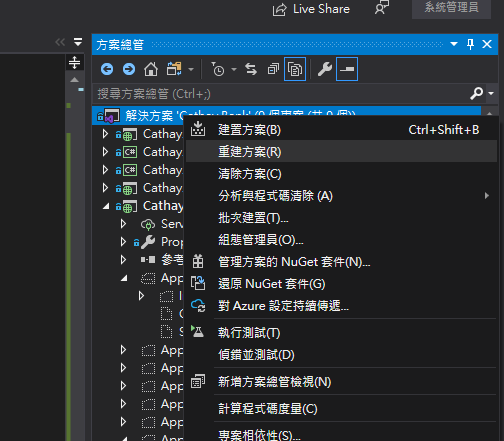 Live Share
系統管理員
方案總管
搜尋方案總管 (Ctrl+;)
解決方案 'Cathay Bank' (9 個專案 (共 9 個))
Cathay
建置方案(B) Ctrl+Shift+B
Cathay.
重建方案(R)
Cathay.
清除方案(C)
Cathay.
分析與程式碼清除 (A)
Cathay
批次建置(T)...
Serv
組態管理員(O)...
Prop
管理方案的 NuGet 套件(N)...
參考
還原 NuGet 套件(G)
App
對 Azure 設定持續傳遞...
執行測試(T)
偵錯並測試(D)
App
新增方案總管檢視(N)
App
App
計算程式碼度量(C)
App
專案相依性(S)...
App